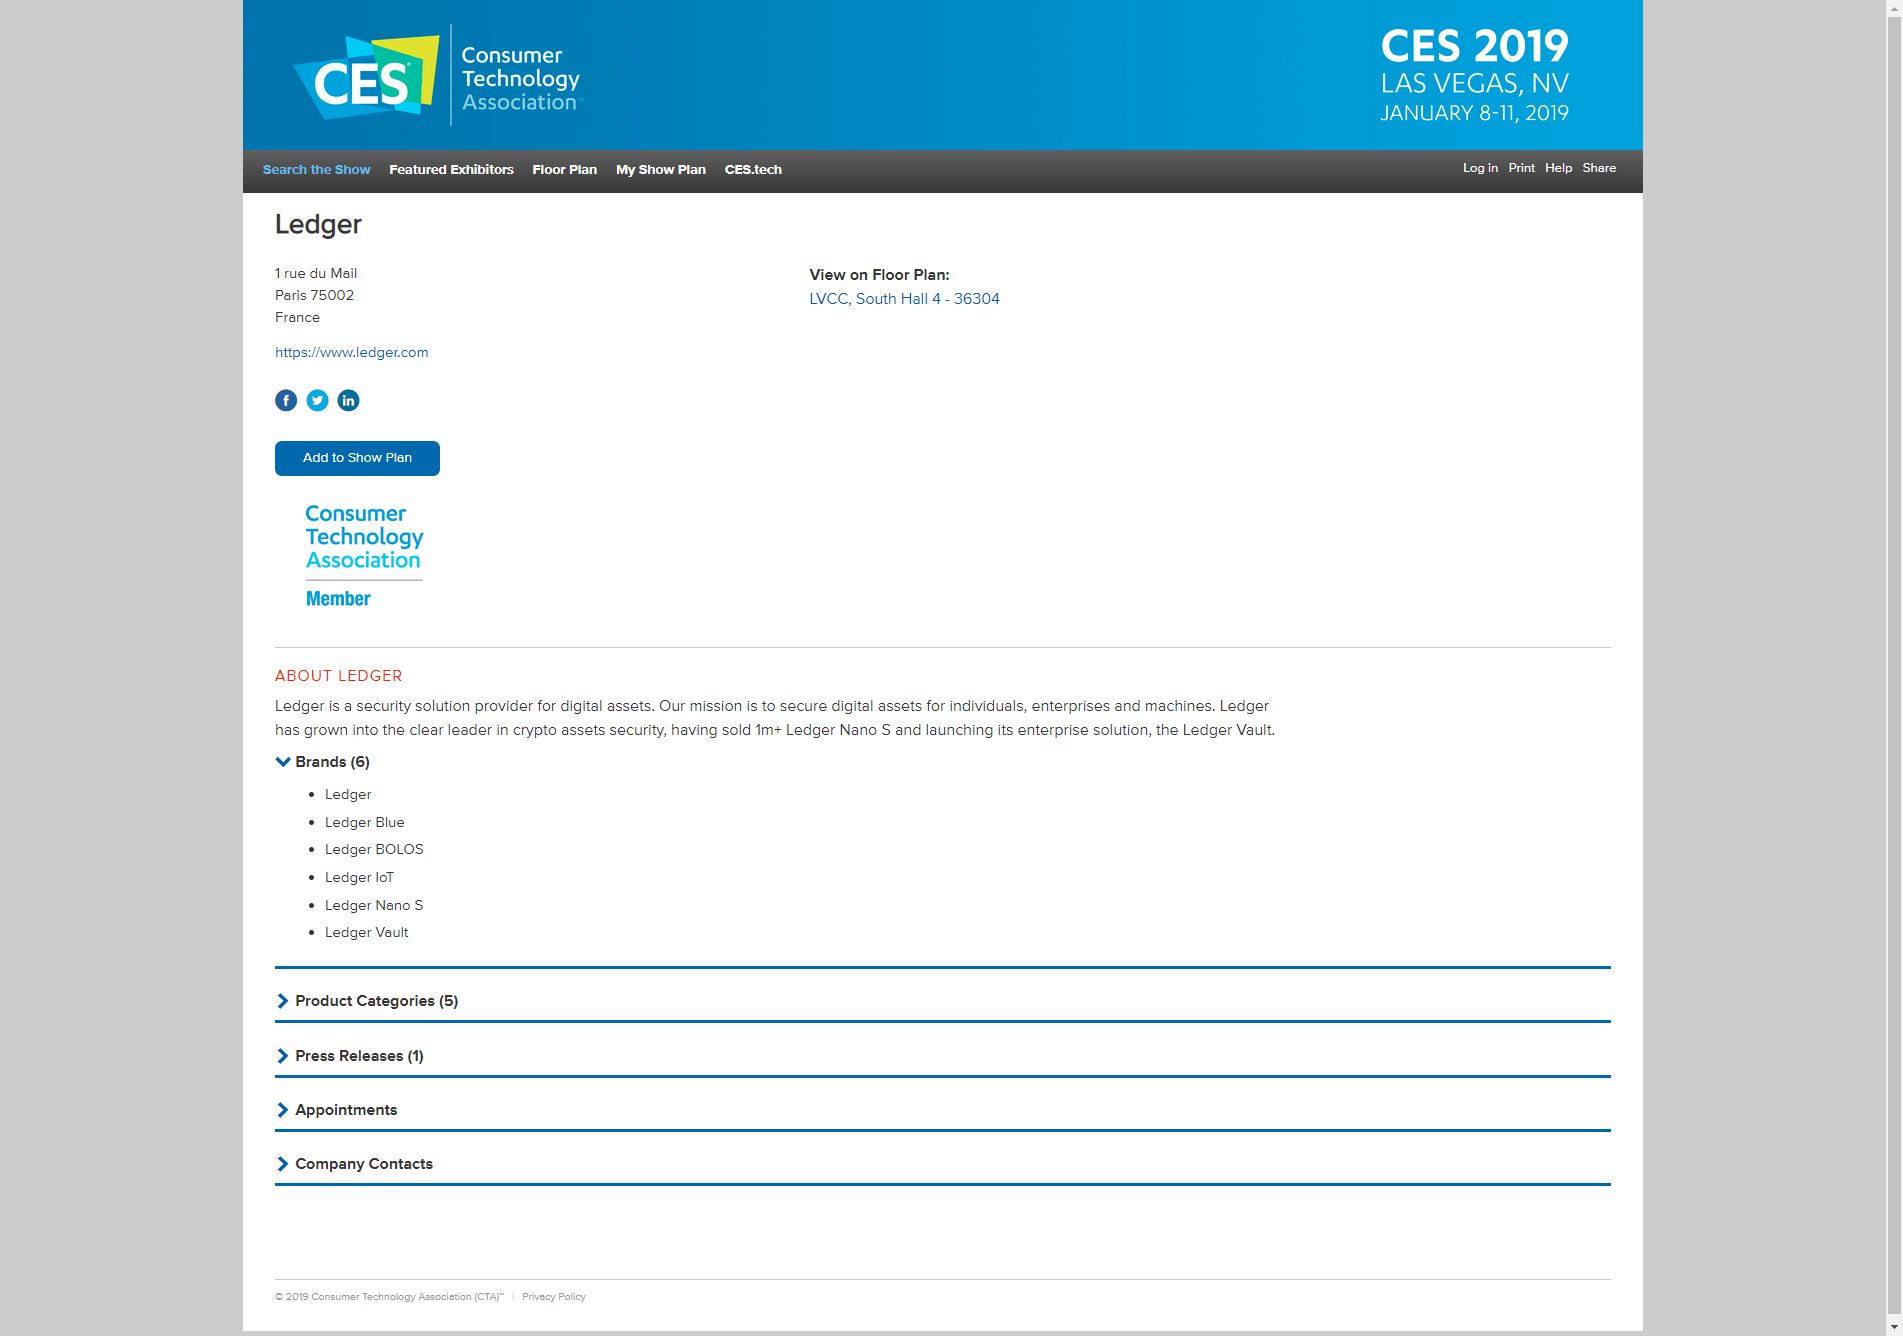 CES®
Consumer
Technology
Association™
CES 2019
LAS VEGAS, NV
JANUARY 8-11, 2019
Search the Show Featured Exhibitors Floor Plan My Show Plan CES.tech
Log in Print Help Share
Ledger
1 rue du Mail
Paris 75002
France
https://www.ledger.com
View on Floor Plan:
LVCC, South Hall 4 - 36304
f in
Add to Show Plan
Consumer
Technology
Association
Member
ABOUT LEDGER
Ledger is a security solution provider for digital assets. Our mission is to secure digital assets for individuals, enterprises and machines. Ledger
has grown into the clear leader in crypto assets security, having sold 1m+ Ledger Nano S and launching its enterprise solution, the Ledger Vault.
Brands (6)
• Ledger
• Ledger Blue
• Ledger BOLOS
• Ledger IoT
• Ledger Nano S
• Ledger Vault
Product Categories (5)
Press Releases (1)
Appointments
Company Contacts
© 2019 Consumer Technology Association (CTA)™ | Privacy Policy